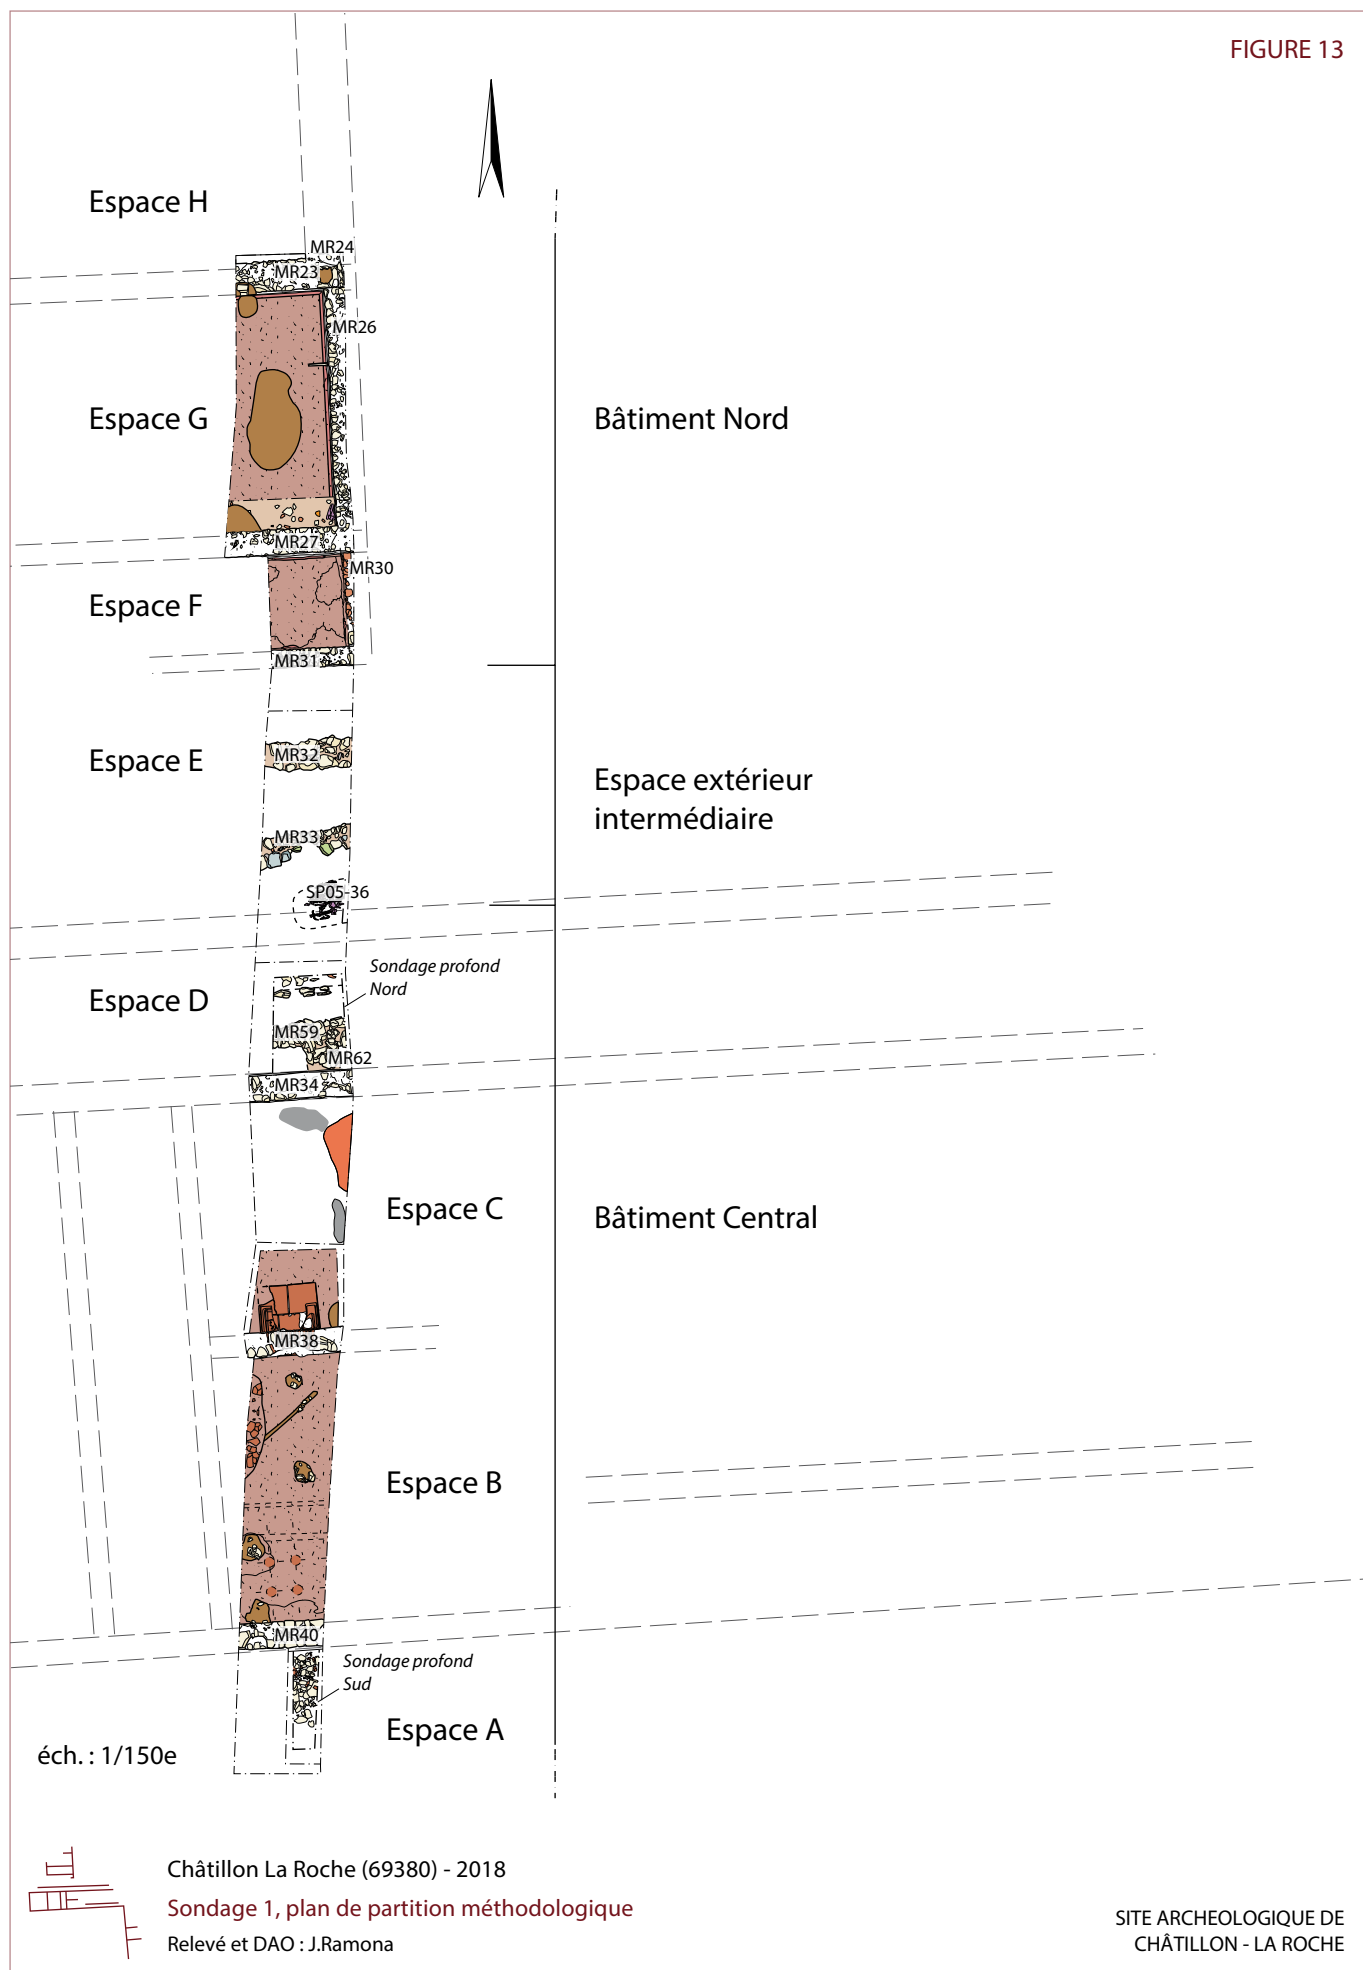 FIGURE 13
Espace H
MR24
MR23
MR26
Espace G
Bâtiment Nord
MR27
MR30
Espace F
MR31
MR32
Espace E
Espace extérieur
intermédiaire
MR33
SP05-36
Sondage profond
Nord
Espace D
MR59
MR62
MR34
Espace C
Bâtiment Central
MR38
Espace B
MR40
Sondage profond
Sud
Espace A
éch. : 1/150e
Châtillon La Roche (69380) - 2018
Sondage 1, plan de partition méthodologique
Relevé et DAO : J.Ramona
SITE ARCHEOLOGIQUE DE
CHÂTILLON - LA ROCHE